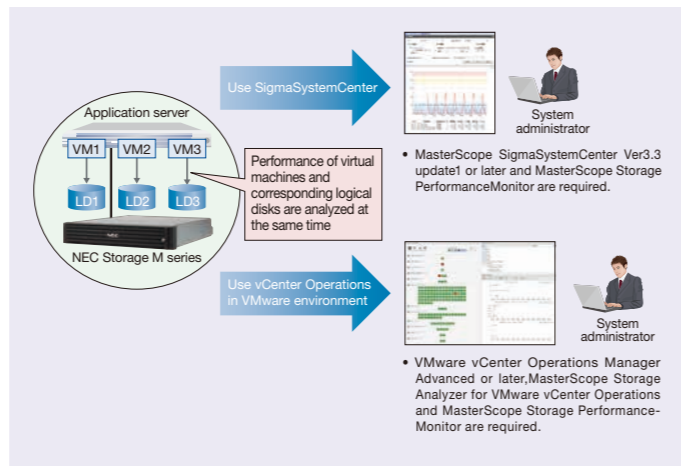 Use SigmaSystemCenter
Application server
VM1
VM2
VM3
LD1
LD2
LD3
NEC Storage M series
Performance of virtual
machines and
corresponding logical
disks are analyzed at
the same time
System
administrator
• MasterScope SigmaSystemCenter Ver3.3
update1 or later and MasterScope Storage
PerformanceMonitor are required.
Use vCenter Operations
in VMware environment
System
administrator
• VMware vCenter Operations Manager
Advanced or later,MasterScope Storage
Analyzer for VMware vCenter Operations
and MasterScope Storage Performance-
Monitor are required.